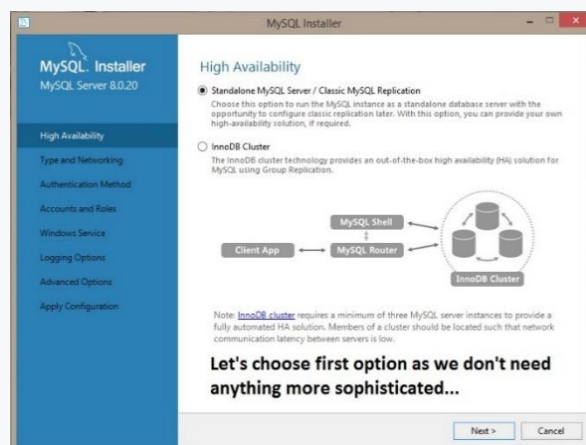 MySQL Installer
MySQL. Installer
MySQL Server 8.0.20
High Availability
Type and Networking
Authentication Method
Accounts and Roles
Windows Service
Logging Options
Advanced Options
Apply Configuration
High Availability
Standalone MySQL Server / Classic MySQL Replication
Choose this option to run the MySQL instance as a standalone database server with the
opportunity to configure classic replication later. With this option, you can provide your own
high-availability solution, if required.
InnoDB Cluster
The InnoDB cluster technology provides an out-of-the-box high availability (HA) solution for
MySQL using Group Replication.
MySQL Shell
Client App
MySQL Router
InnoDB Cluster
Note: InnoDB cluster requires a minimum of three MySQL server instances to provide a
fully automated HA solution. Members of a cluster should be located such that network
communication latency between servers is low.
Let's choose first option as we don't need
anything more sophisticated...
Next >
Cancel